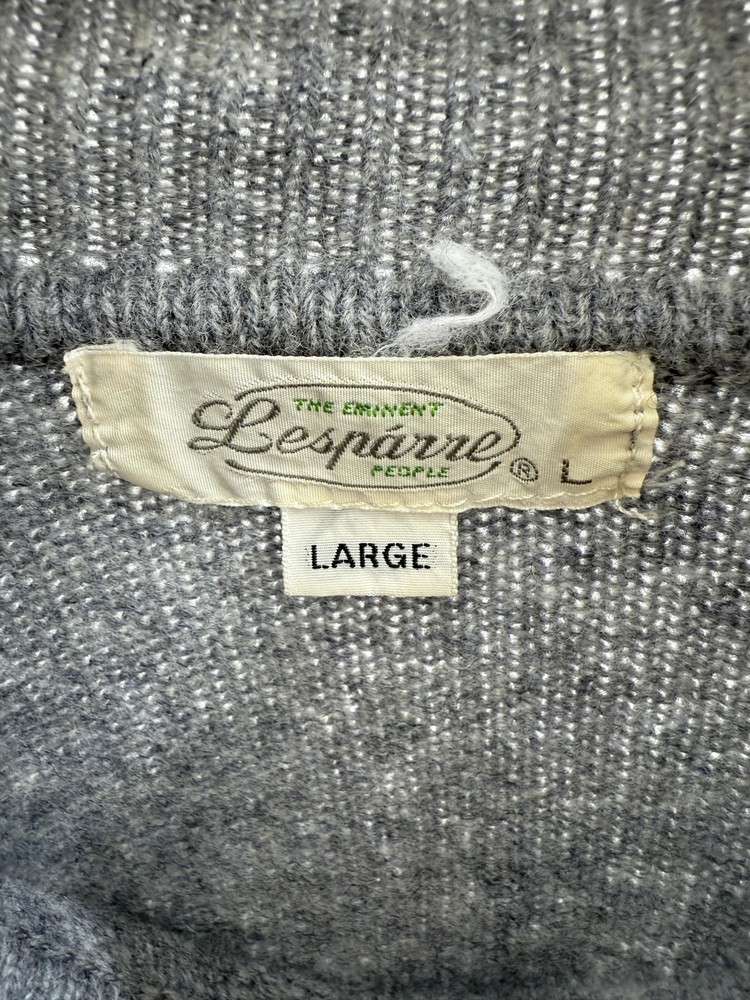 THE EMINENT
Lespárre
PEOPLE
® L
LARGE